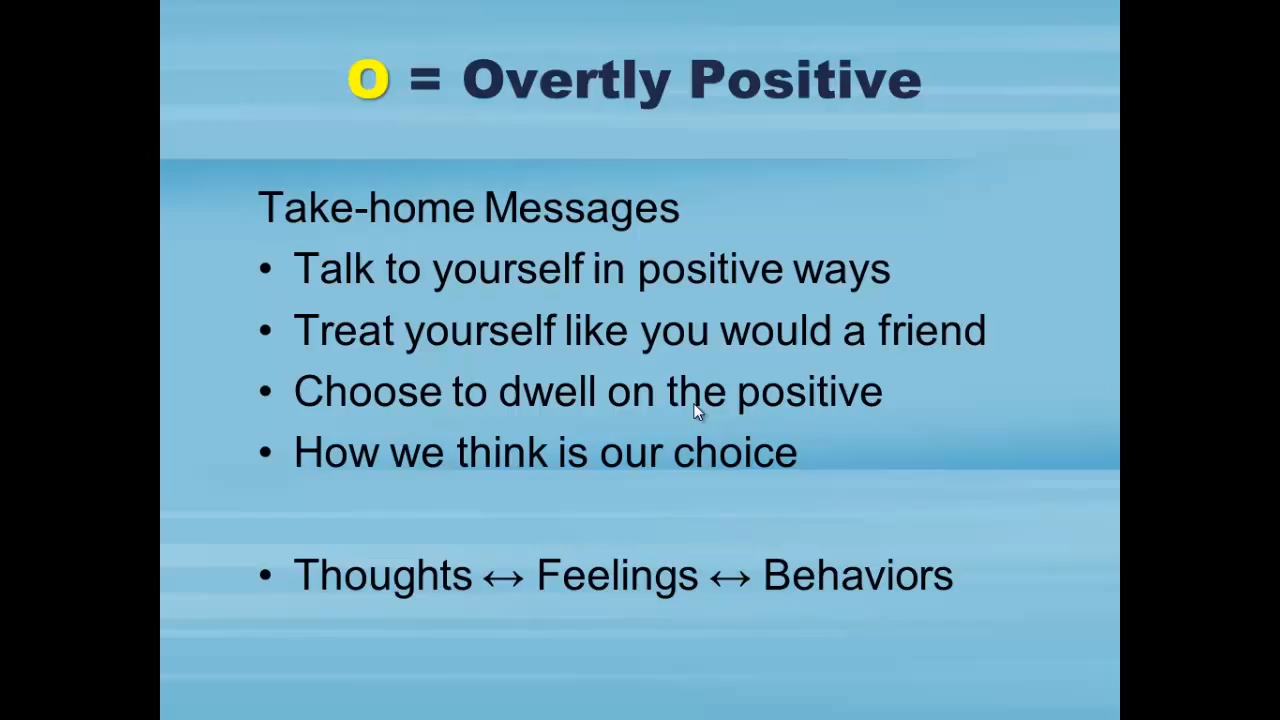 O = Overtly Positive
Take-home Messages
• Talk to yourself in positive ways
• Treat yourself like you would a friend
• Choose to dwell on the positive
• How we think is our choice
• Thoughts ↔ Feelings ↔ Behaviors